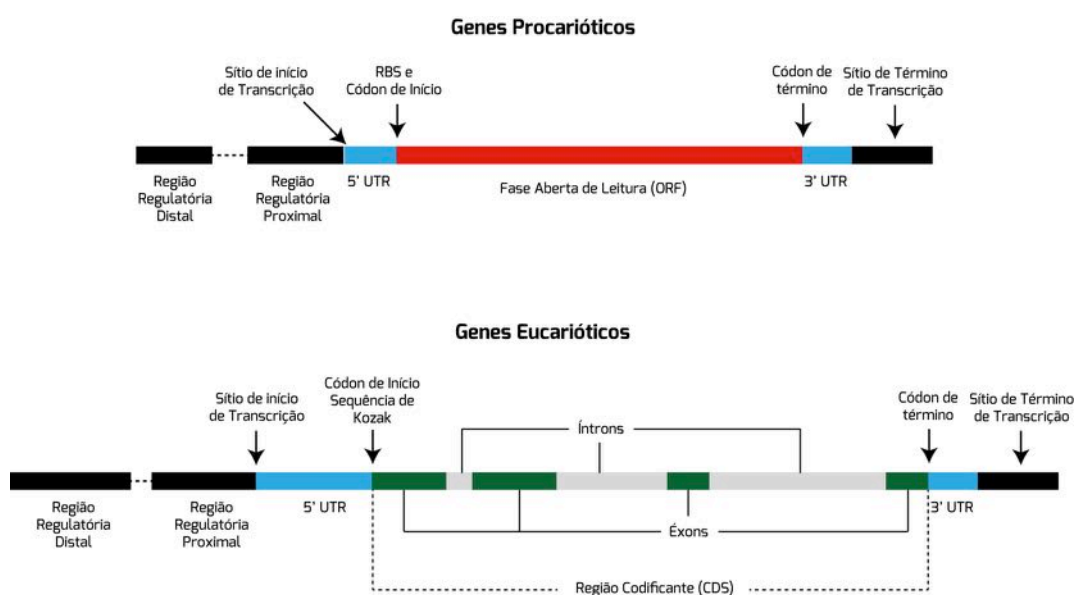 Genes Procarióticos
Sítio de início
de Transcrição
RBS e
Códon de Início
Códon de
término
Sítio de Término
de Transcrição
Região
Regulatória
Distal
Região
Regulatória
Proximal
5' UTR
Fase Aberta de Leitura (ORF)
3' UTR
Genes Eucarióticos
Sítio de início
de Transcrição
Códon de Início
Sequência de
Kozak
Íntrons
Códon de
término
Sítio de Término
de Transcrição
Região
Regulatória
Distal
Região
Regulatória
Proximal
5' UTR
Éxons
3' UTR
Região Codificante (CDS)